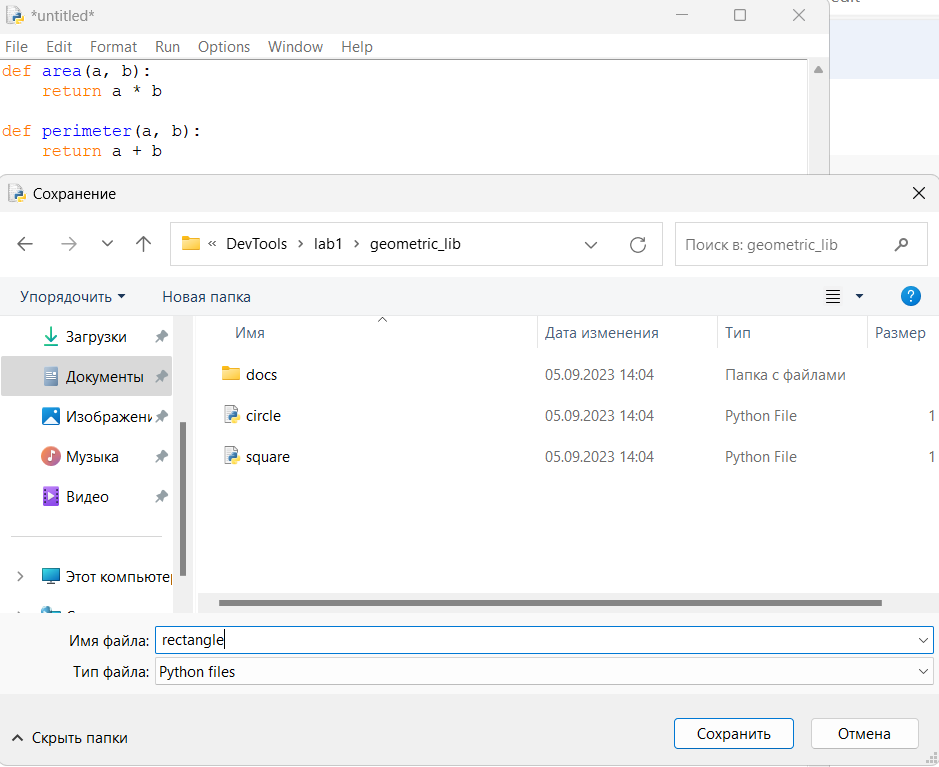 *untitled*
File Edit Format Run Options Window Help
def area(a, b):
    return a * b
def perimeter(a, b):
    return a + b
Сохранение
« DevTools › lab1 › geometric_lib
Поиск в: geometric_lib
Упорядочить Новая папка
Имя Дата изменения Тип Размер
Загрузки
Документы
Изображени
Музыка
Видео
Этот компьютер
docs 05.09.2023 14:04 Папка с файлами
circle 05.09.2023 14:04 Python File 1
square 05.09.2023 14:04 Python File 1
Имя файла: rectangle
Тип файла: Python files
Скрыть папки
Сохранить Отмена